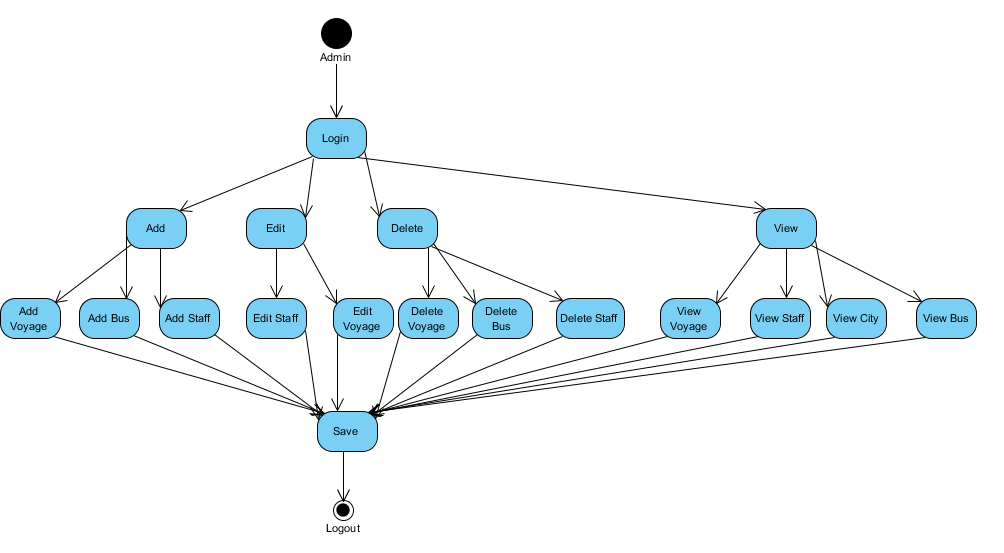 Admin
Login
Add
Edit
Delete
View
Add
Voyage
Add Bus
Add Staff
Edit Staff
Edit
Voyage
Delete
Voyage
Delete
Bus
Delete Staff
View
Voyage
View Staff
View City
View Bus
Save
Logout